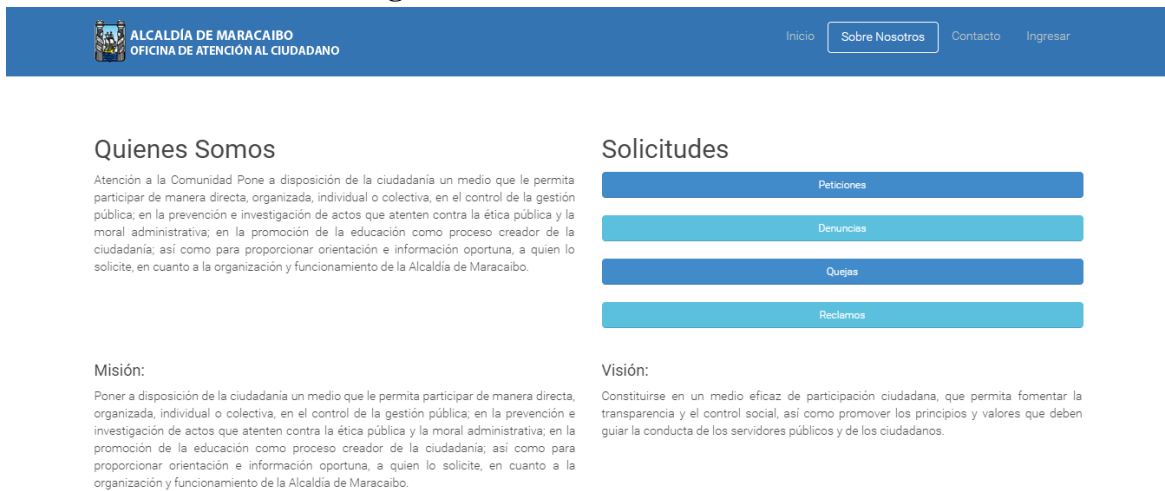 ALCALDÍA DE MARACAIBO
OFICINA DE ATENCIÓN AL CIUDADANO
Inicio
Sobre Nosotros
Contacto
Ingresar
Quienes Somos
Atención a la Comunidad Pone a disposición de la ciudadanía un medio que le permita
participar de manera directa, organizada, individual o colectiva, en el control de la gestión
pública; en la prevención e investigación de actos que atenten contra la ética pública y la
moral administrativa; en la promoción de la educación como proceso creador de la
ciudadanía; así como para proporcionar orientación e información oportuna, a quien lo
solicite, en cuanto a la organización y funcionamiento de la Alcaldía de Maracaibo.
Solicitudes
Peticiones
Denuncias
Quejas
Reclamos
Misión:
Poner a disposición de la ciudadanía un medio que le permita participar de manera directa,
organizada, individual o colectiva, en el control de la gestión pública; en la prevención e
investigación de actos que atenten contra la ética pública y la moral administrativa; en la
promoción de la educación como proceso creador de la ciudadanía; así como para
proporcionar orientación e información oportuna, a quien lo solicite, en cuanto a la
organización y funcionamiento de la Alcaldía de Maracaibo.
Visión:
Constituirse en un medio eficaz de participación ciudadana, que permita fomentar la
transparencia y el control social, así como promover los principios y valores que deben
guiar la conducta de los servidores públicos y de los ciudadanos.